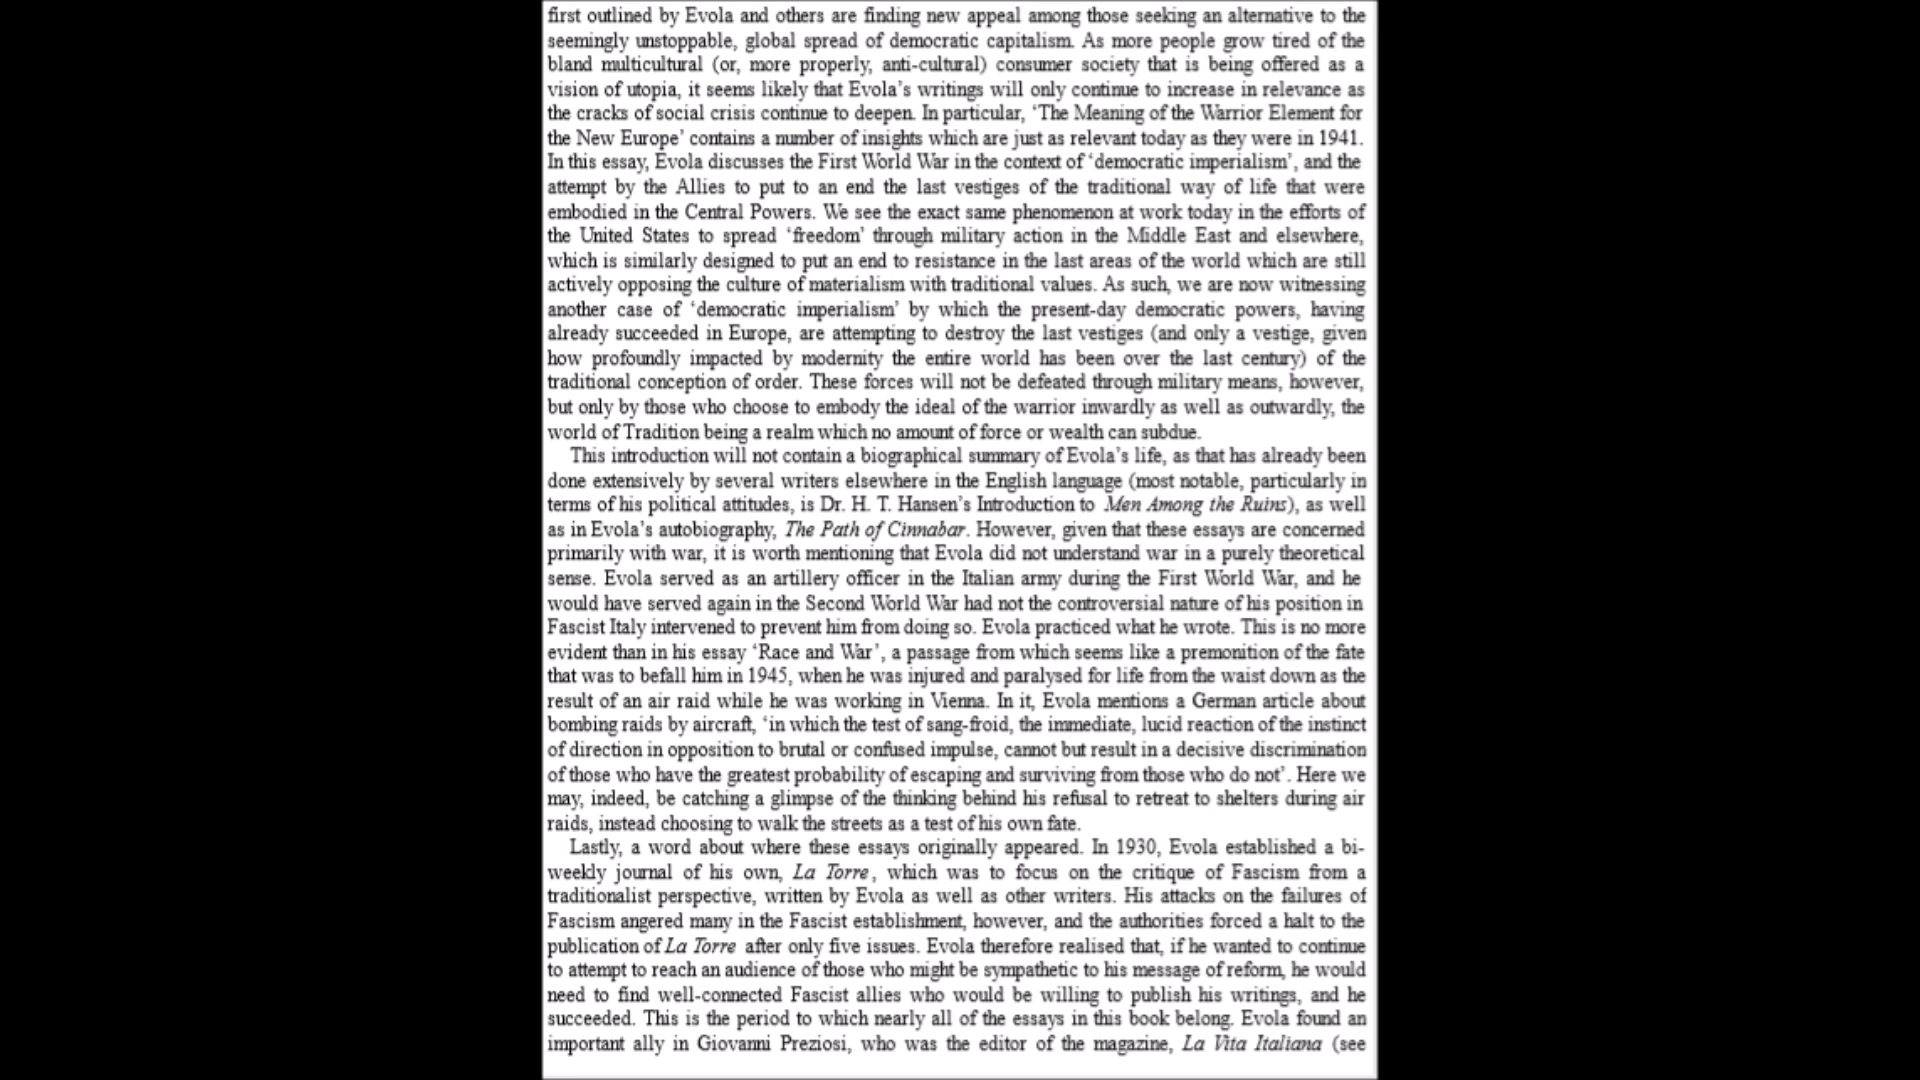 first outlined by Evola and others are finding new appeal among those seeking an alternative to the
seemingly unstoppable, global spread of democratic capitalism. As more people grow tired of the
bland multicultural (or, more properly, anti-cultural) consumer society that is being offered as a
vision of utopia, it seems likely that Evola’s writings will only continue to increase in relevance as
the cracks of social crisis continue to deepen. In particular, ‘The Meaning of the Warrior Element for
the New Europe’ contains a number of insights which are just as relevant today as they were in 1941.
In this essay, Evola discusses the First World War in the context of ‘democratic imperialism’, and the
attempt by the Allies to put to an end the last vestiges of the traditional way of life that were
embodied in the Central Powers. We see the exact same phenomenon at work today in the efforts of
the United States to spread ‘freedom’ through military action in the Middle East and elsewhere,
which is similarly designed to put an end to resistance in the last areas of the world which are still
actively opposing the culture of materialism with traditional values. As such, we are now witnessing
another case of ‘democratic imperialism’ by which the present-day democratic powers, having
already succeeded in Europe, are attempting to destroy the last vestiges (and only a vestige, given
how profoundly impacted by modernity the entire world has been over the last century) of the
traditional conception of order. These forces will not be defeated through military means, however,
but only by those who choose to embody the ideal of the warrior inwardly as well as outwardly, the
world of Tradition being a realm which no amount of force or wealth can subdue.
This introduction will not contain a biographical summary of Evola’s life, as that has already been
done extensively by several writers elsewhere in the English language (most notable, particularly in
terms of his political attitudes, is Dr. H. T. Hansen’s Introduction to Men Among the Ruins), as well
as in Evola’s autobiography, The Path of Cinnabar. However, given that these essays are concerned
primarily with war, it is worth mentioning that Evola did not understand war in a purely theoretical
sense. Evola served as an artillery officer in the Italian army during the First World War, and he
would have served again in the Second World War had not the controversial nature of his position in
Fascist Italy intervened to prevent him from doing so. Evola practiced what he wrote. This is no more
evident than in his essay ‘Race and War’, a passage from which seems like a premonition of the fate
that was to befall him in 1945, when he was injured and paralysed for life from the waist down as the
result of an air raid while he was working in Vienna. In it, Evola mentions a German article about
bombing raids by aircraft, ‘in which the test of sang-froid, the immediate, lucid reaction of the instinct
of direction in opposition to brutal or confused impulse, cannot but result in a decisive discrimination
of those who have the greatest probability of escaping and surviving from those who do not’. Here we
may, indeed, be catching a glimpse of the thinking behind his refusal to retreat to shelters during air
raids, instead choosing to walk the streets as a test of his own fate.
Lastly, a word about where these essays originally appeared. In 1930, Evola established a bi-
weekly journal of his own, La Torre, which was to focus on the critique of Fascism from a
traditionalist perspective, written by Evola as well as other writers. His attacks on the failures of
Fascism angered many in the Fascist establishment, however, and the authorities forced a halt to the
publication of La Torre after only five issues. Evola therefore realised that, if he wanted to continue
to attempt to reach an audience of those who might be sympathetic to his message of reform, he would
need to find well-connected Fascist allies who would be willing to publish his writings, and he
succeeded. This is the period to which nearly all of the essays in this book belong. Evola found an
important ally in Giovanni Preziosi, who was the editor of the magazine, La Vita Italiana (see